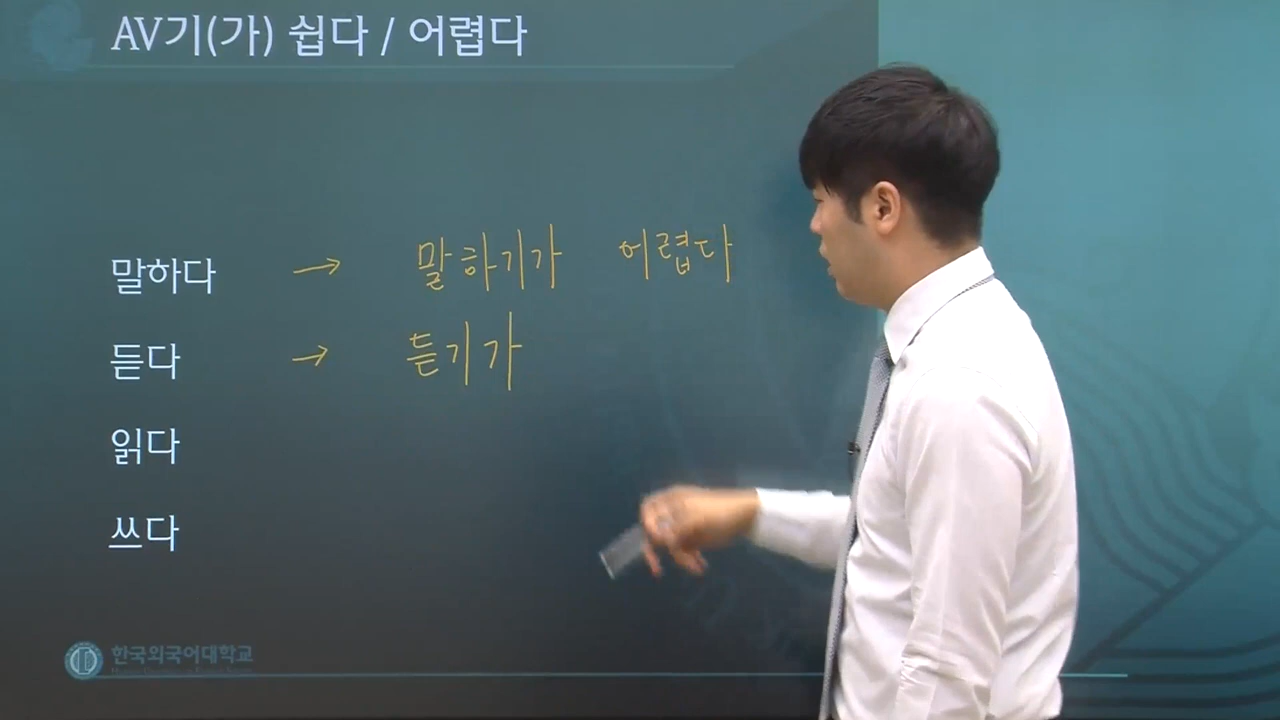 AV기(가) 쉽다 / 어렵다
말하다 → 말하기가 어렵다
듣다 → 듣기가
읽다
쓰다
한국외국어대학교